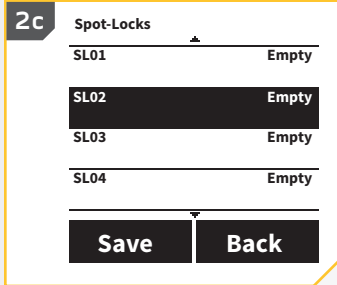 2c
Spot-Locks
SL01 Empty
SL02 Empty
SL03 Empty
SL04 Empty
Save Back